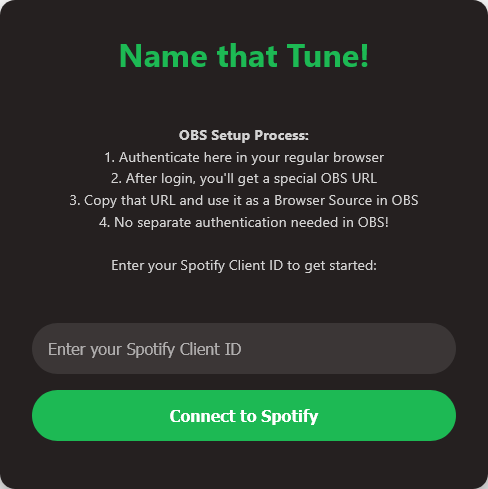 Name that Tune!
OBS Setup Process:
1. Authenticate here in your regular browser
2. After login, you'll get a special OBS URL
3. Copy that URL and use it as a Browser Source in OBS
4. No separate authentication needed in OBS!
Enter your Spotify Client ID to get started:
Enter your Spotify Client ID
Connect to Spotify